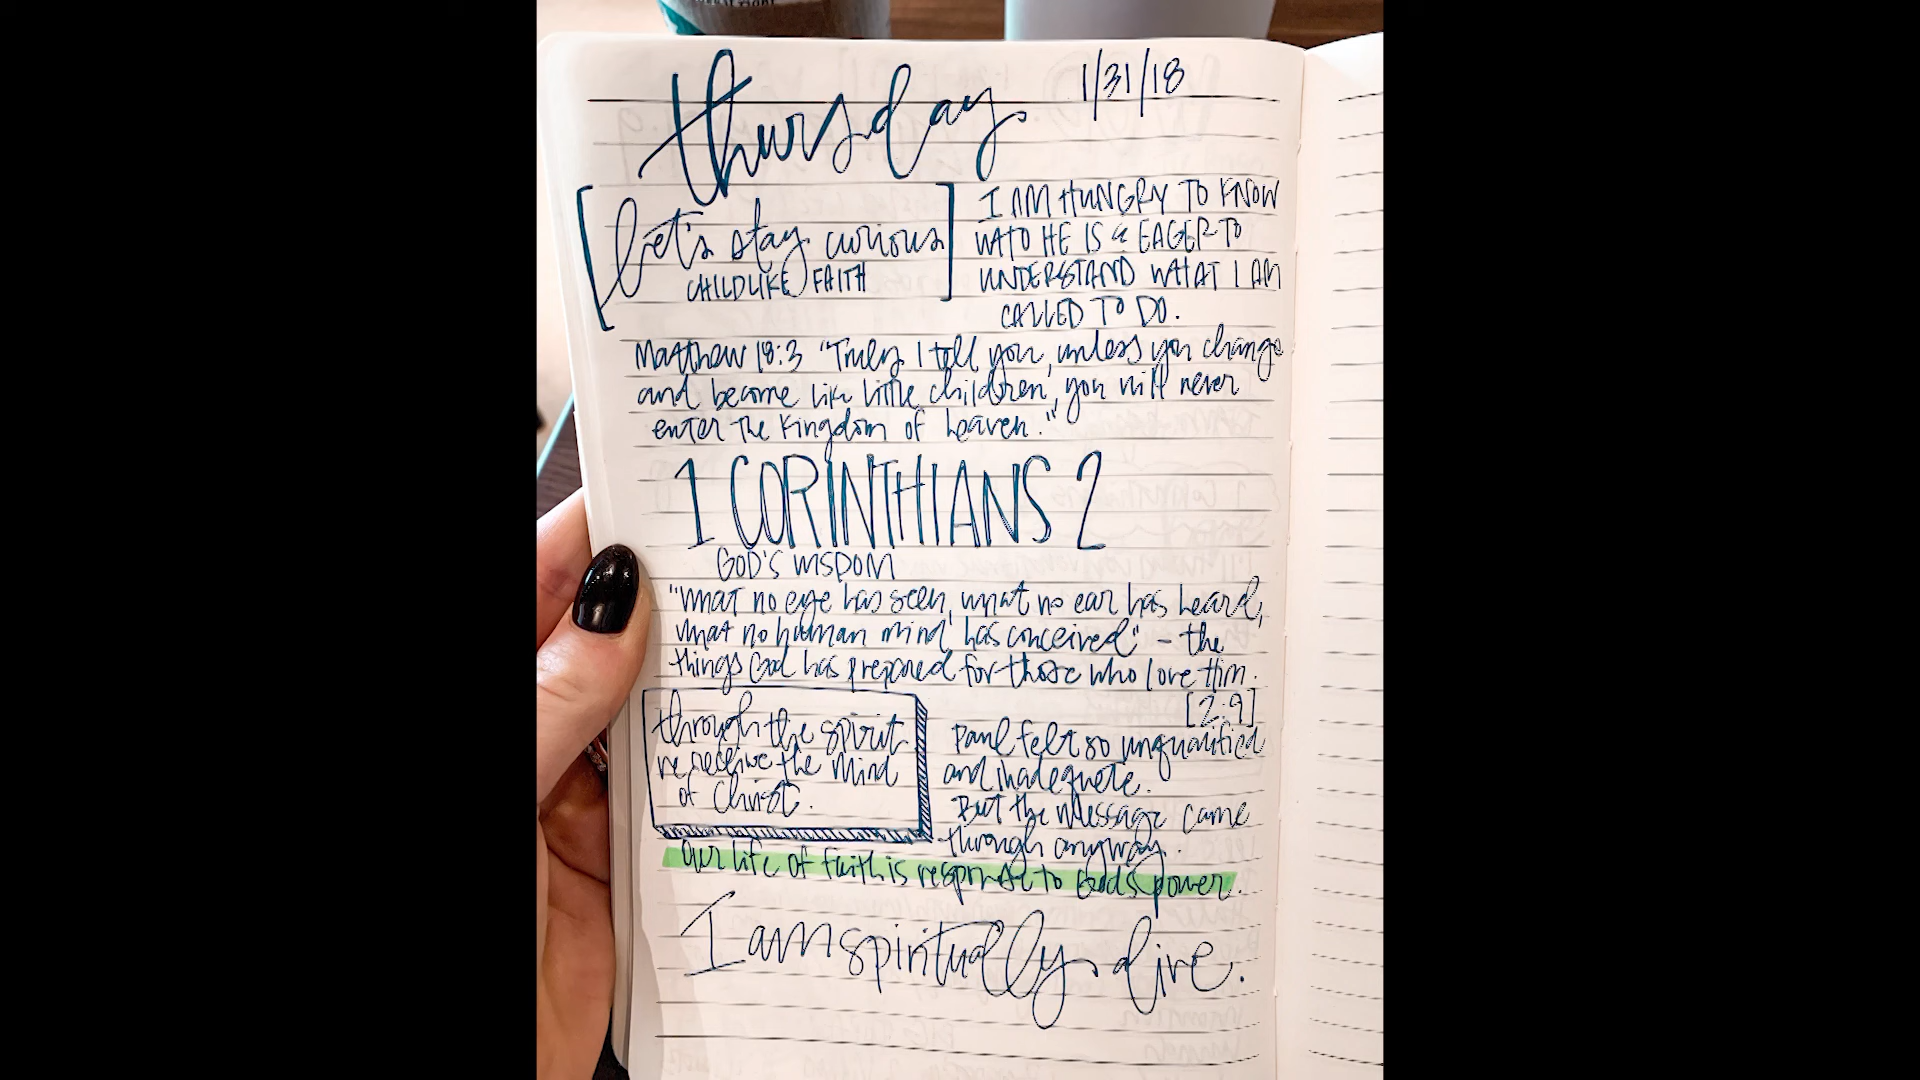 thursday 1/31/18
[let's stay curious]
CHILDLIKE FAITH
I AM HUNGRY TO KNOW
WHO HE IS & EAGER TO
UNDERSTAND WHAT I AM
CALLED TO DO.
Matthew 18:3 "Truly I tell you, unless you change
and become like little children, you will never
enter the kingdom of heaven."
1 CORINTHIANS 2
GOD'S WISDOM
"What no eye has seen, what no ear has heard,
what no human mind has conceived" - the
things God has prepared for those who love Him.
[2:9]
through the spirit
we receive the mind
of Christ.
Paul felt so unqualified
and inadequate.
But the message came
through anyway.
our life of faith is response to God's power.
I am spiritually alive.